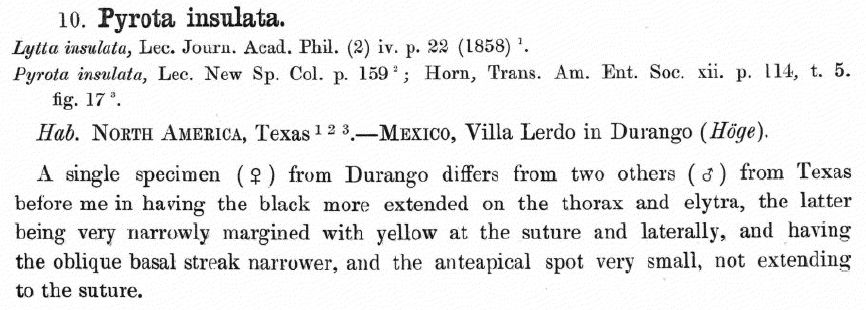 10. Pyrota insulata.
Lytta insulata, Lec. Journ. Acad. Phil. (2) iv. p. 22 (1858) ¹.
Pyrota insulata, Lec. New Sp. Col. p. 159 ²; Horn, Trans. Am. Ent. Soc. xii. p. 114, t. 5.
fig. 17 ³.
Hab. NORTH AMERICA, Texas ¹ ² ³.—MEXICO, Villa Lerdo in Durango (Höge).
A single specimen (♀) from Durango differs from two others (♂) from Texas
before me in having the black more extended on the thorax and elytra, the latter
being very narrowly margined with yellow at the suture and laterally, and having
the oblique basal streak narrower, and the anteapical spot very small, not extending
to the suture.